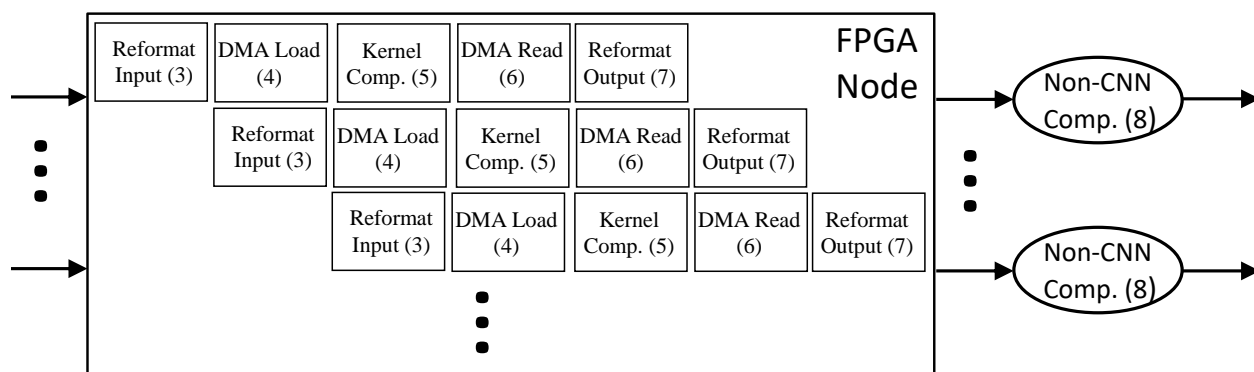 Reformat
Input (3)
DMA Load
(4)
Kernel
Comp. (5)
DMA Read
(6)
Reformat
Output (7)
FPGA
Node
Reformat
Input (3)
DMA Load
(4)
Kernel
Comp. (5)
DMA Read
(6)
Reformat
Output (7)
Reformat
Input (3)
DMA Load
(4)
Kernel
Comp. (5)
DMA Read
(6)
Reformat
Output (7)
Non-CNN
Comp. (8)
Non-CNN
Comp. (8)